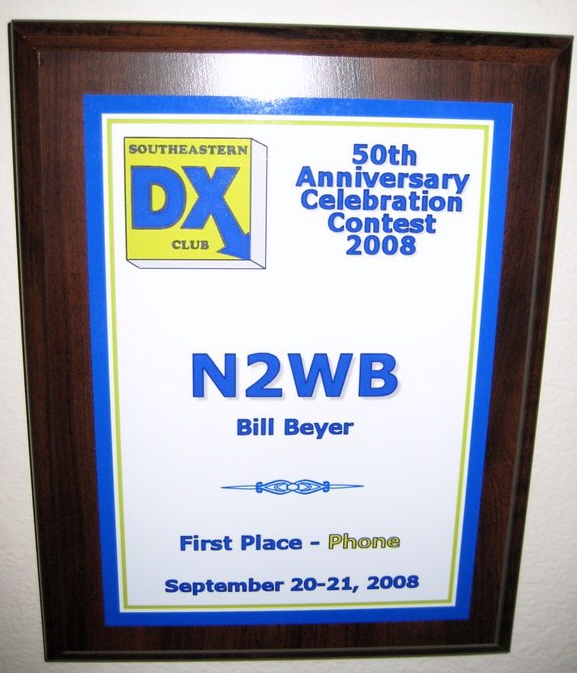 SOUTHEASTERN
DX
CLUB
50th
Anniversary
Celebration
Contest
2008
N2WB
Bill Beyer
First Place - Phone
September 20-21, 2008